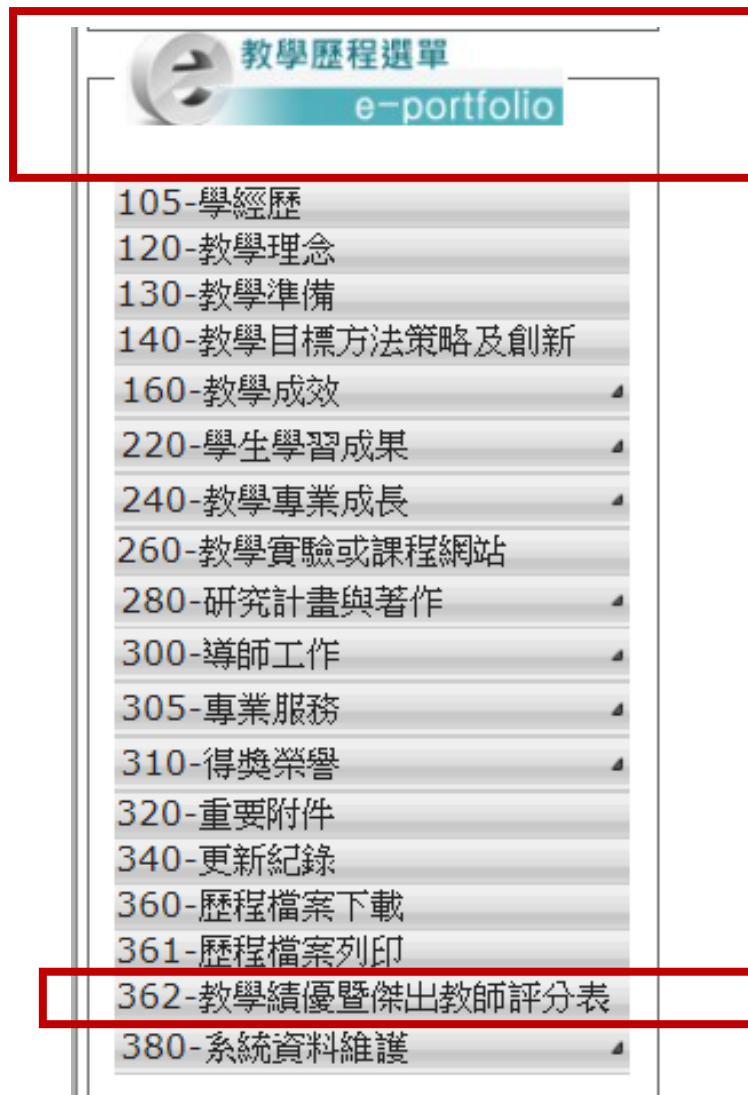 教學歷程選單
e-portfolio
105-學經歷
120-教學理念
130-教學準備
140-教學目標方法策略及創新
160-教學成效
220-學生學習成果
240-教學專業成長
260-教學實驗或課程網站
280-研究計畫與著作
300-導師工作
305-專業服務
310-得獎榮譽
320-重要附件
340-更新紀錄
360-歷程檔案下載
361-歷程檔案列印
362-教學績優暨傑出教師評分表
380-系統資料維護